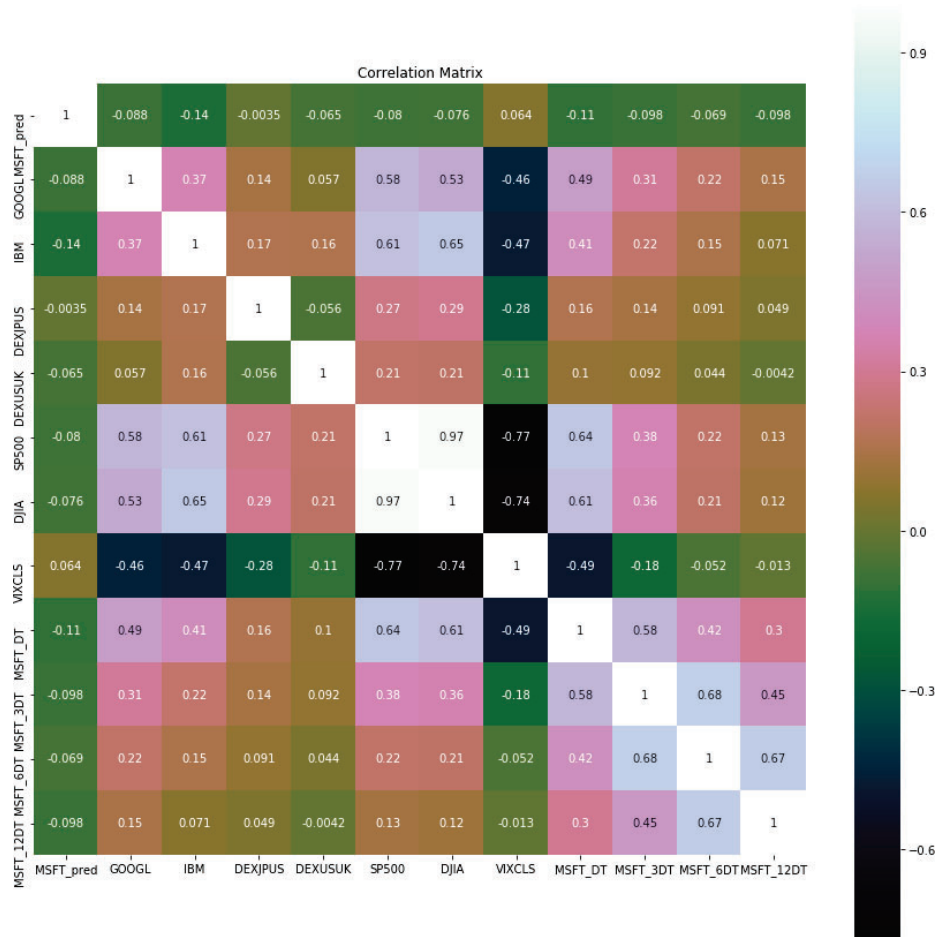 Correlation Matrix
MSFT_pred 1 -0.088 -0.14 -0.0035 -0.065 -0.08 -0.076 0.064 -0.11 -0.098 -0.069 -0.098
GOOGL -0.088 1 0.37 0.14 0.057 0.58 0.53 -0.46 0.49 0.31 0.22 0.15
IBM -0.14 0.37 1 0.17 0.16 0.61 0.65 -0.47 0.41 0.22 0.15 0.071
DEXJPUS -0.0035 0.14 0.17 1 -0.056 0.27 0.29 -0.28 0.16 0.14 0.091 0.049
DEXUSUK -0.065 0.057 0.16 -0.056 1 0.21 0.21 -0.11 0.1 0.092 0.044 -0.0042
SP500 -0.08 0.58 0.61 0.27 0.21 1 0.97 -0.77 0.64 0.38 0.22 0.13
DJIA -0.076 0.53 0.65 0.29 0.21 0.97 1 -0.74 0.61 0.36 0.21 0.12
VIXCLS 0.064 -0.46 -0.47 -0.28 -0.11 -0.77 -0.74 1 -0.49 -0.18 -0.052 -0.013
MSFT_DT -0.11 0.49 0.41 0.16 0.1 0.64 0.61 -0.49 1 0.58 0.42 0.3
MSFT_3DT -0.098 0.31 0.22 0.14 0.092 0.38 0.36 -0.18 0.58 1 0.68 0.45
MSFT_6DT -0.069 0.22 0.15 0.091 0.044 0.22 0.21 -0.052 0.42 0.68 1 0.67
MSFT_12DT -0.098 0.15 0.071 0.049 -0.0042 0.13 0.12 -0.013 0.3 0.45 0.67 1
MSFT_pred GOOGL IBM DEXJPUS DEXUSUK SP500 DJIA VIXCLS MSFT_DT MSFT_3DT MSFT_6DT MSFT_12DT
0.9
0.6
0.3
0.0
-0.3
-0.6